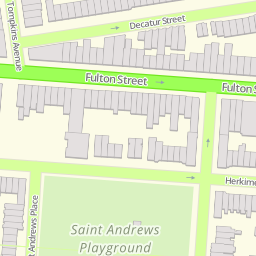 Tompkins Avenue
Decatur Street
Fulton Street
Fulton S
Herkime
Saint Andrews
Playground
t Andrews Place